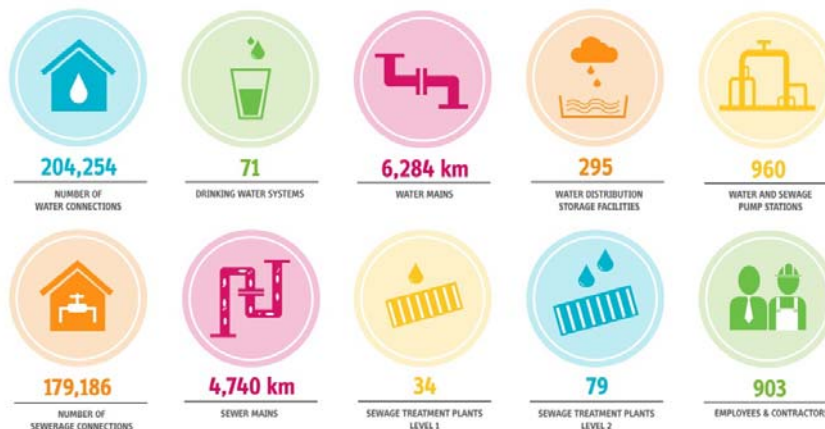 204,254
NUMBER OF
WATER CONNECTIONS
71
DRINKING WATER SYSTEMS
6,284 km
WATER MAINS
295
WATER DISTRIBUTION
STORAGE FACILITIES
960
WATER AND SEWAGE
PUMP STATIONS
179,186
NUMBER OF
SEWERAGE CONNECTIONS
4,740 km
SEWER MAINS
34
SEWAGE TREATMENT PLANTS
LEVEL 1
79
SEWAGE TREATMENT PLANTS
LEVEL 2
903
EMPLOYEES & CONTRACTORS